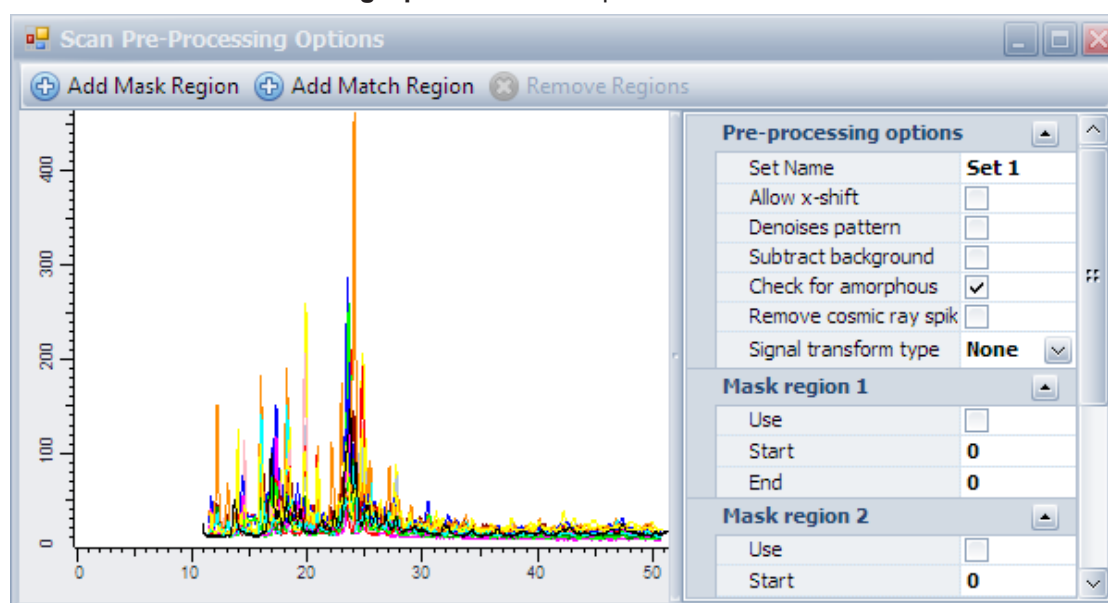 Scan Pre-Processing Options
Add Mask Region Add Match Region Remove Regions
400
300
200
100
0
0 10 20 30 40 50
Pre-processing options
Set Name Set 1
Allow x-shift
Denoises pattern
Subtract background
Check for amorphous
Remove cosmic ray spik
Signal transform type None
Mask region 1
Use
Start 0
End 0
Mask region 2
Use
Start 0